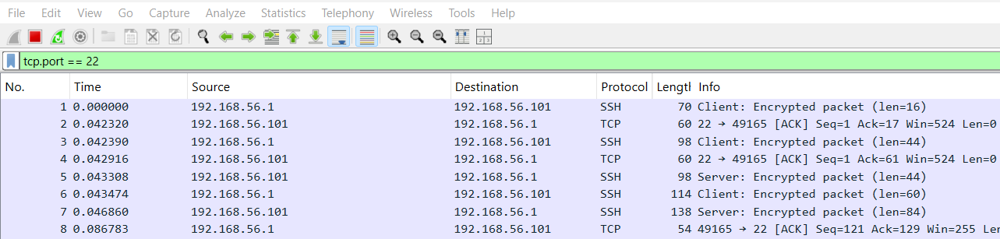 File Edit View Go Capture Analyze Statistics Telephony Wireless Tools Help
tcp.port == 22
No. Time Source Destination Protocol Lengtl Info
1 0.000000 192.168.56.1 192.168.56.101 SSH 70 Client: Encrypted packet (len=16)
2 0.042320 192.168.56.101 192.168.56.1 TCP 60 22 → 49165 [ACK] Seq=1 Ack=17 Win=524 Len=0
3 0.042390 192.168.56.1 192.168.56.101 SSH 98 Client: Encrypted packet (len=44)
4 0.042916 192.168.56.101 192.168.56.1 TCP 60 22 → 49165 [ACK] Seq=1 Ack=61 Win=524 Len=0
5 0.043308 192.168.56.101 192.168.56.1 SSH 98 Server: Encrypted packet (len=44)
6 0.043474 192.168.56.1 192.168.56.101 SSH 114 Client: Encrypted packet (len=60)
7 0.046860 192.168.56.101 192.168.56.1 SSH 138 Server: Encrypted packet (len=84)
8 0.086783 192.168.56.1 192.168.56.101 TCP 54 49165 → 22 [ACK] Seq=121 Ack=129 Win=255 Le